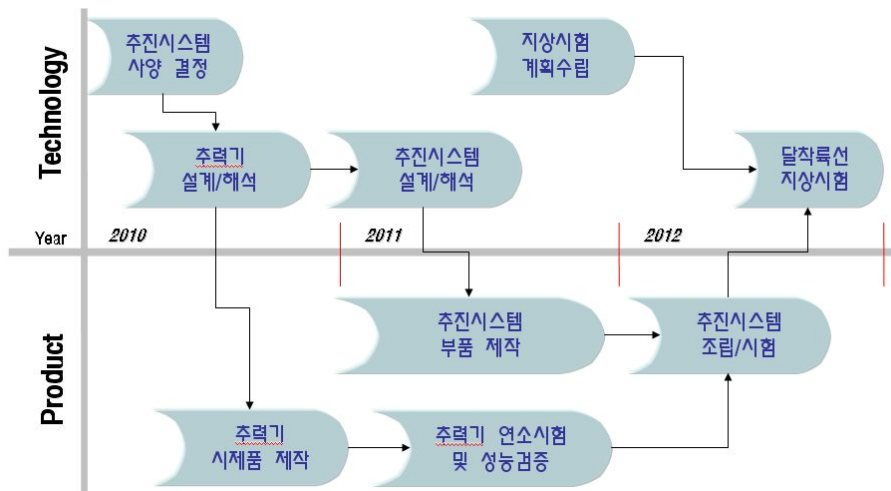 Technology
추진시스템
사양 결정
지상시험
계획수립
추력기
설계/해석
추진시스템
설계/해석
달착륙선
지상시험
Year
2010
2011
2012
Product
추진시스템
부품 제작
추진시스템
조립/시험
추력기
시제품 제작
추력기 연소시험
및 성능검증